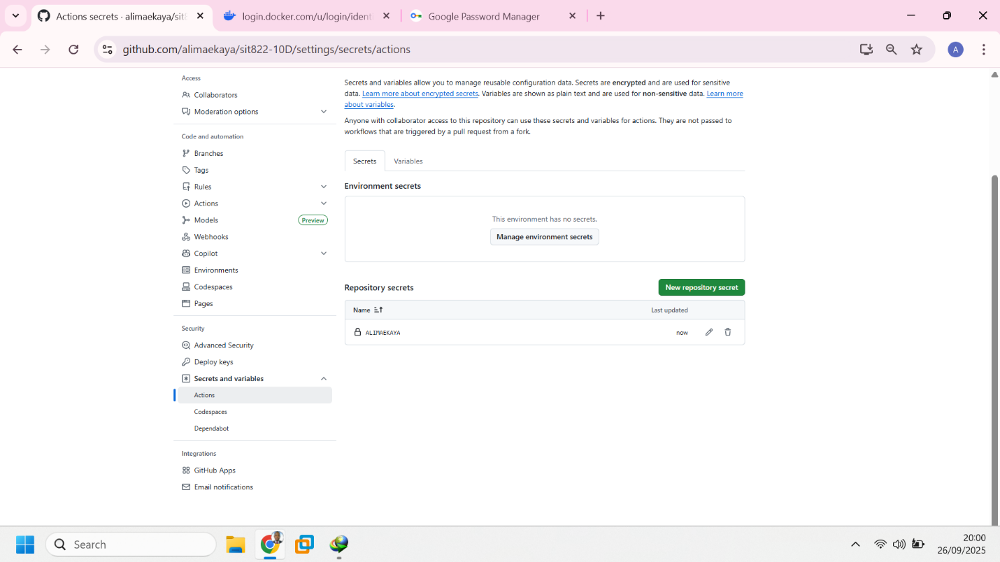 Actions secrets · alimaekaya/sit8
login.docker.com/u/login/identi
Google Password Manager
github.com/alimaekaya/sit822-10D/settings/secrets/actions
A
Access
Collaborators
Moderation options
Code and automation
Branches
Tags
Rules
Actions
Models
Preview
Webhooks
Copilot
Environments
Codespaces
Pages
Security
Advanced Security
Deploy keys
Secrets and variables
Actions
Codespaces
Dependabot
Integrations
GitHub Apps
Email notifications
Secrets and variables allow you to manage reusable configuration data. Secrets are encrypted and are used for sensitive
data. Learn more about encrypted secrets. Variables are shown as plain text and are used for non-sensitive data. Learn more
about variables.
Anyone with collaborator access to this repository can use these secrets and variables for actions. They are not passed to
workflows that are triggered by a pull request from a fork.
Secrets
Variables
Environment secrets
This environment has no secrets.
Manage environment secrets
Repository secrets
New repository secret
Name
Last updated
ALIMAEKAYA
now
Search
20:00
26/09/2025